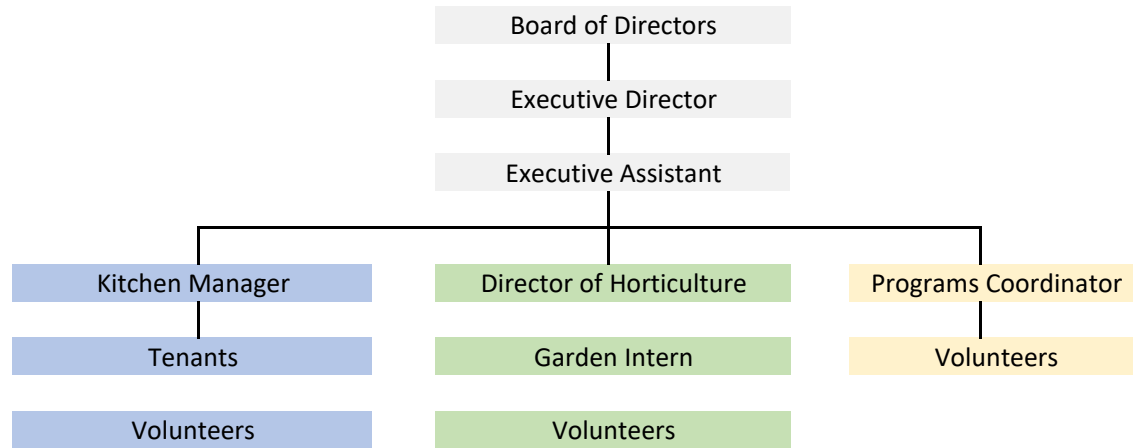 Board of Directors
Executive Director
Executive Assistant
Kitchen Manager
Director of Horticulture
Programs Coordinator
Tenants
Garden Intern
Volunteers
Volunteers
Volunteers